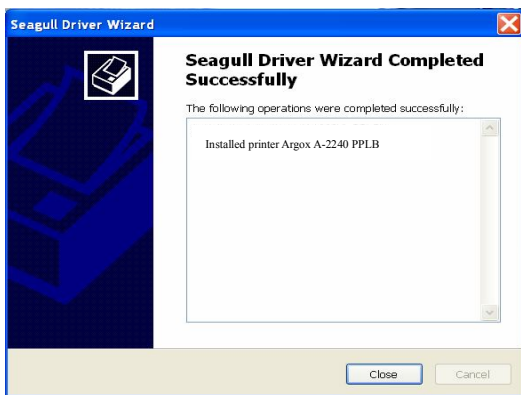 Seagull Driver Wizard
Seagull Driver Wizard Completed
Successfully
The following operations were completed successfully:
Installed printer Argox A-2240 PPLB
Close
Cancel